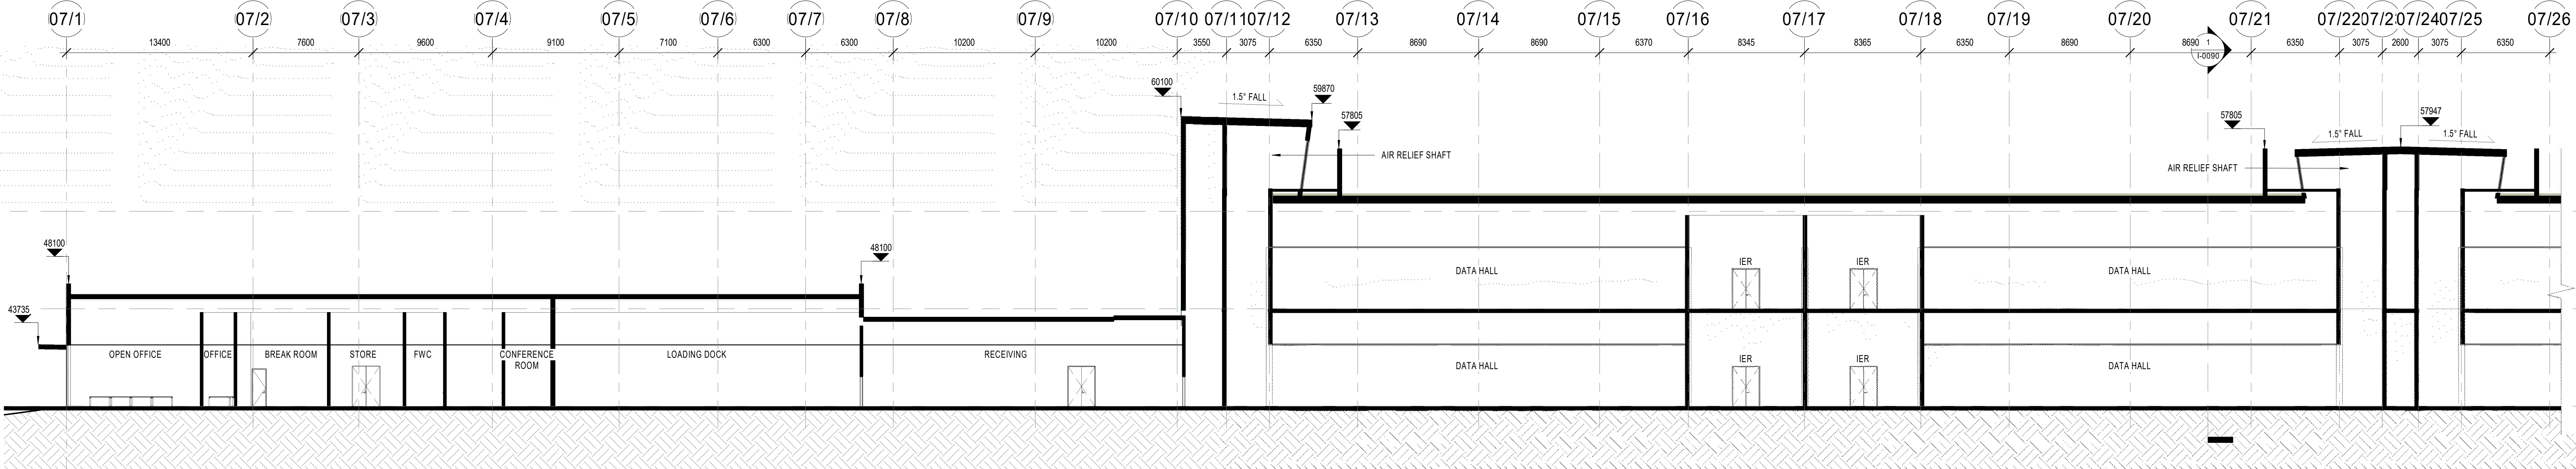 07/1 07/2 07/3 07/4 07/5 07/6 07/7 07/8 07/9 07/10 07/11 07/12 07/13 07/14 07/15 07/16 07/17 07/18 07/19 07/20 07/21 07/22 07/23 07/24 07/25 07/26
13400 7600 9600 9100 7100 6300 6300 10200 10200 3550 3075 6350 8690 8690 6370 8345 8365 6350 8690 8690 6350 3075 2600 3075 6350
1
I-0090
60100 1.5° FALL 59870
57805 57805 57947
1.5° FALL 1.5° FALL
AIR RELIEF SHAFT AIR RELIEF SHAFT
48100 48100
IER IER
DATA HALL DATA HALL
43735
OPEN OFFICE OFFICE BREAK ROOM STORE FWC CONFERENCE ROOM LOADING DOCK RECEIVING
IER IER
DATA HALL DATA HALL